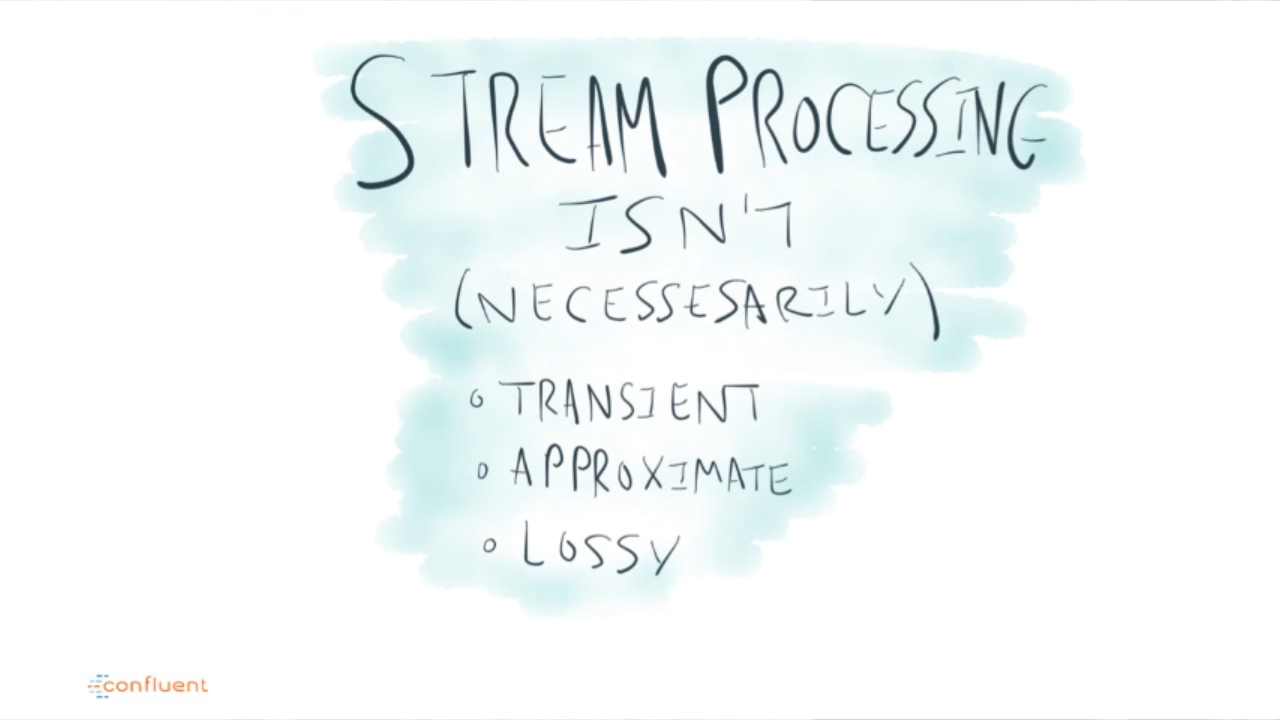 STREAM PROCESSING
ISN'T
(NECESSESARILY)
o TRANSIENT
o APPROXIMATE
o LOSSY
confluent